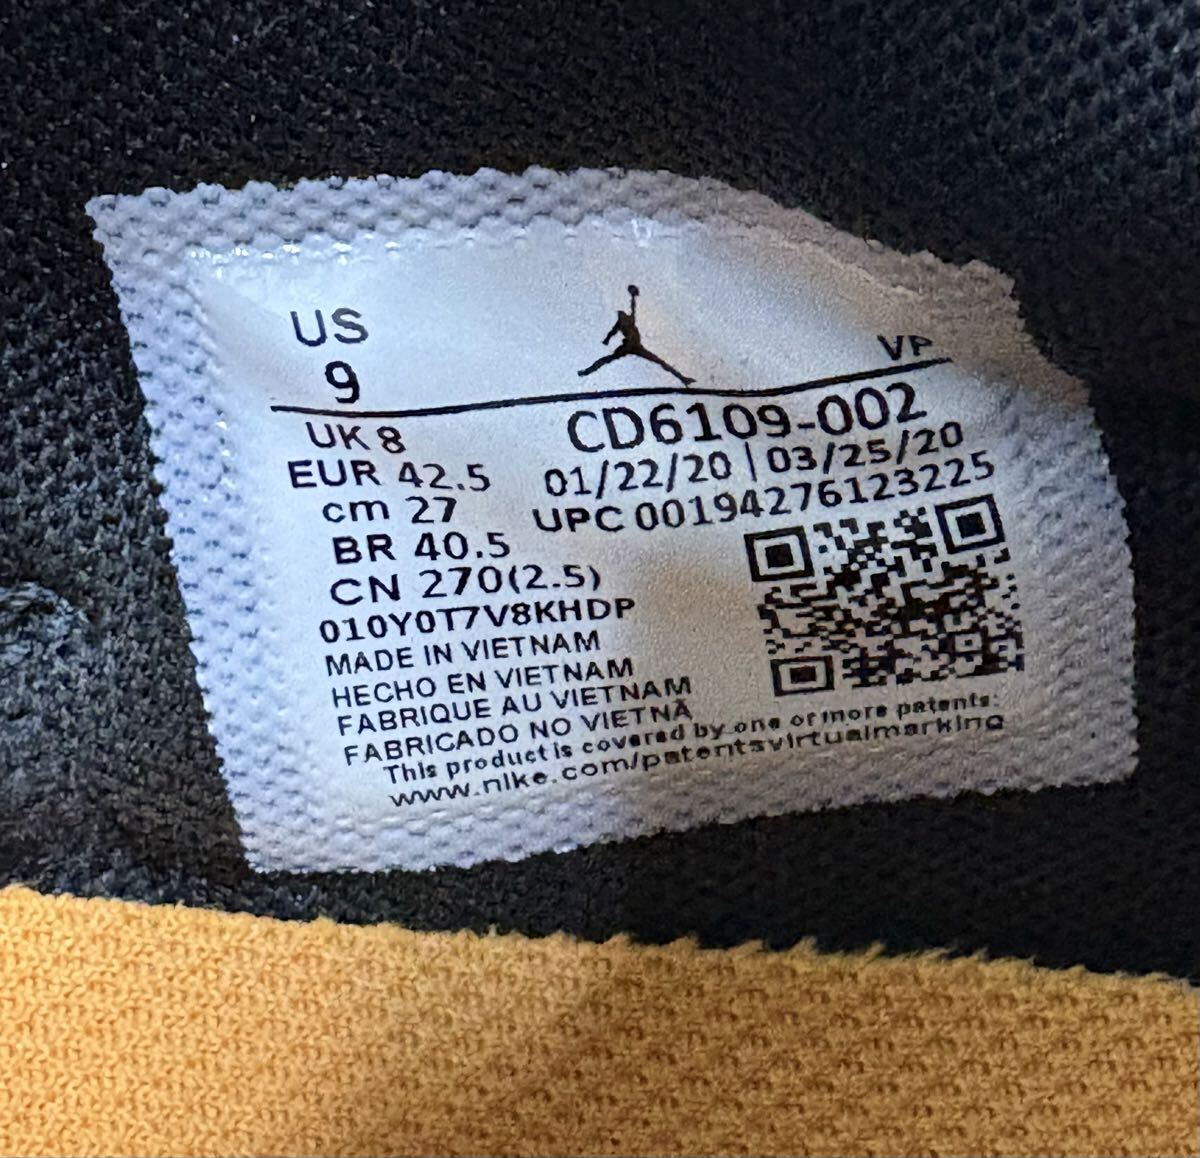 US
9
VP
UK 8
CD6109-002
EUR 42.5
01/22/20 | 03/25/20
cm 27
UPC 00194276123225
BR 40.5
CN 270(2.5)
010Y0T7V8KHDP
MADE IN VIETNAM
HECHO EN VIETNAM
FABRIQUE AU VIETNAM
FABRICADO NO VIETNÃ
This product is covered by one or more patents:
www.nike.com/patentsvirtualmarking